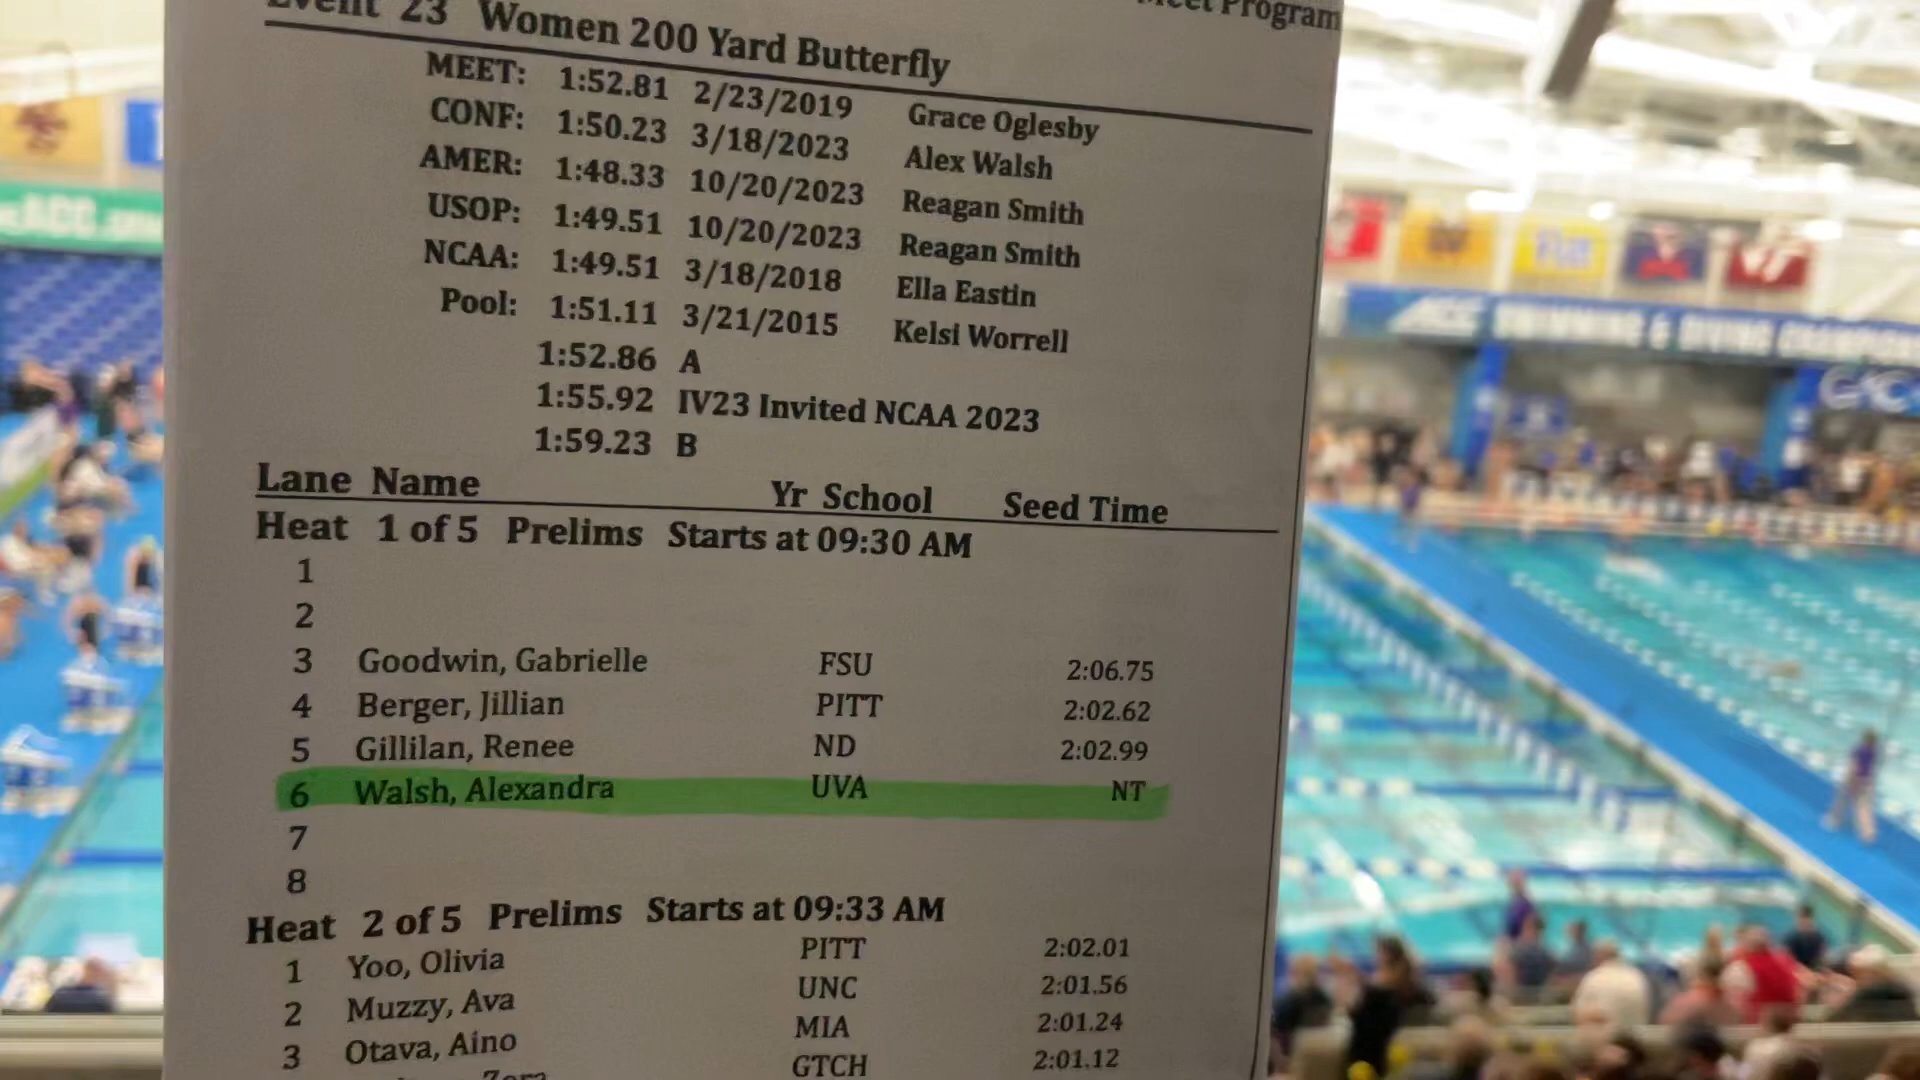 Meet Program
Event 23 Women 200 Yard Butterfly
MEET: 1:52.81 2/23/2019 Grace Oglesby
CONF: 1:50.23 3/18/2023 Alex Walsh
AMER: 1:48.33 10/20/2023 Reagan Smith
USOP: 1:49.51 10/20/2023 Reagan Smith
NCAA: 1:49.51 3/18/2018 Ella Eastin
Pool: 1:51.11 3/21/2015 Kelsi Worrell
1:52.86 A
1:55.92 IV23 Invited NCAA 2023
1:59.23 B
Lane Name Yr School Seed Time
Heat 1 of 5 Prelims Starts at 09:30 AM
1
2
3 Goodwin, Gabrielle FSU 2:06.75
4 Berger, Jillian PITT 2:02.62
5 Gillilan, Renee ND 2:02.99
6 Walsh, Alexandra UVA NT
7
8
Heat 2 of 5 Prelims Starts at 09:33 AM
1 Yoo, Olivia PITT 2:02.01
2 Muzzy, Ava UNC 2:01.56
3 Otava, Aino MIA 2:01.24
GTCH 2:01.12
ACC
ACC SWIMMING & DIVING